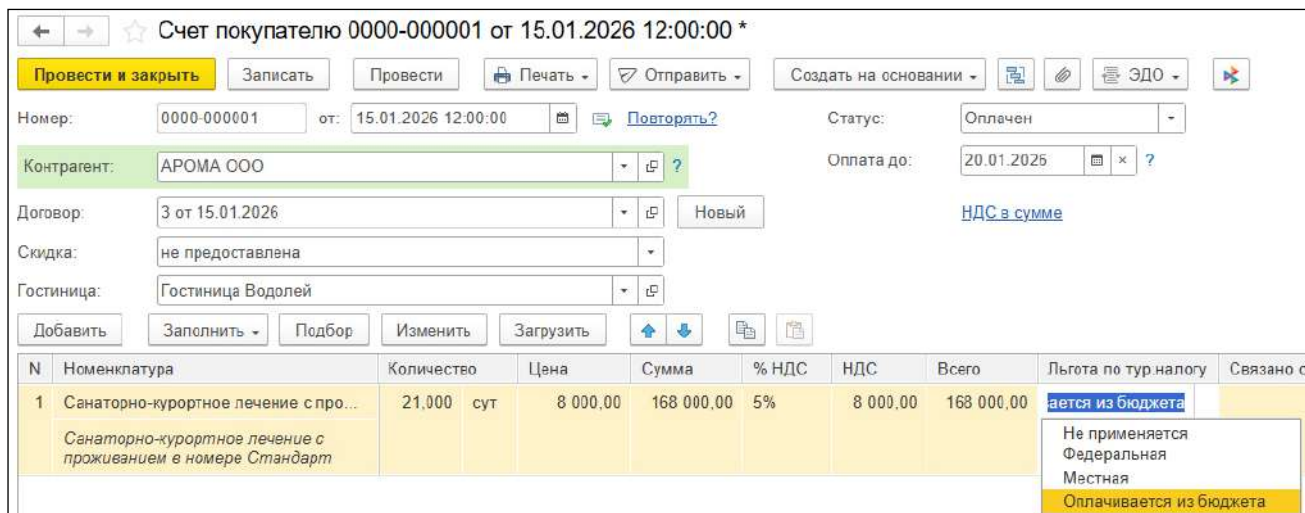 Счет покупателю 0000-000001 от 15.01.2026 12:00:00 *
Провести и закрыть Записать Провести Печать Отправить Создать на основании ЭДО
Номер: 0000-000001 от: 15.01.2026 12:00:00 Повторять? Статус: Оплачен
Контрагент: АРОМА ООО ? Оплата до: 20.01.2026 × ?
Договор: 3 от 15.01.2026 Новый НДС в сумме
Скидка: не предоставлена
Гостиница: Гостиница Водолей
Добавить Заполнить Подбор Изменить Загрузить
N Номенклатура Количество Цена Сумма % НДС НДС Всего Льгота по тур.налогу Связано с
1 Санаторно-курортное лечение с про... 21,000 сут 8 000,00 168 000,00 5% 8 000,00 168 000,00 ается из бюджета
Санаторно-курортное лечение с
проживанием в номере Стандарт
Не применяется
Федеральная
Местная
Оплачивается из бюджета